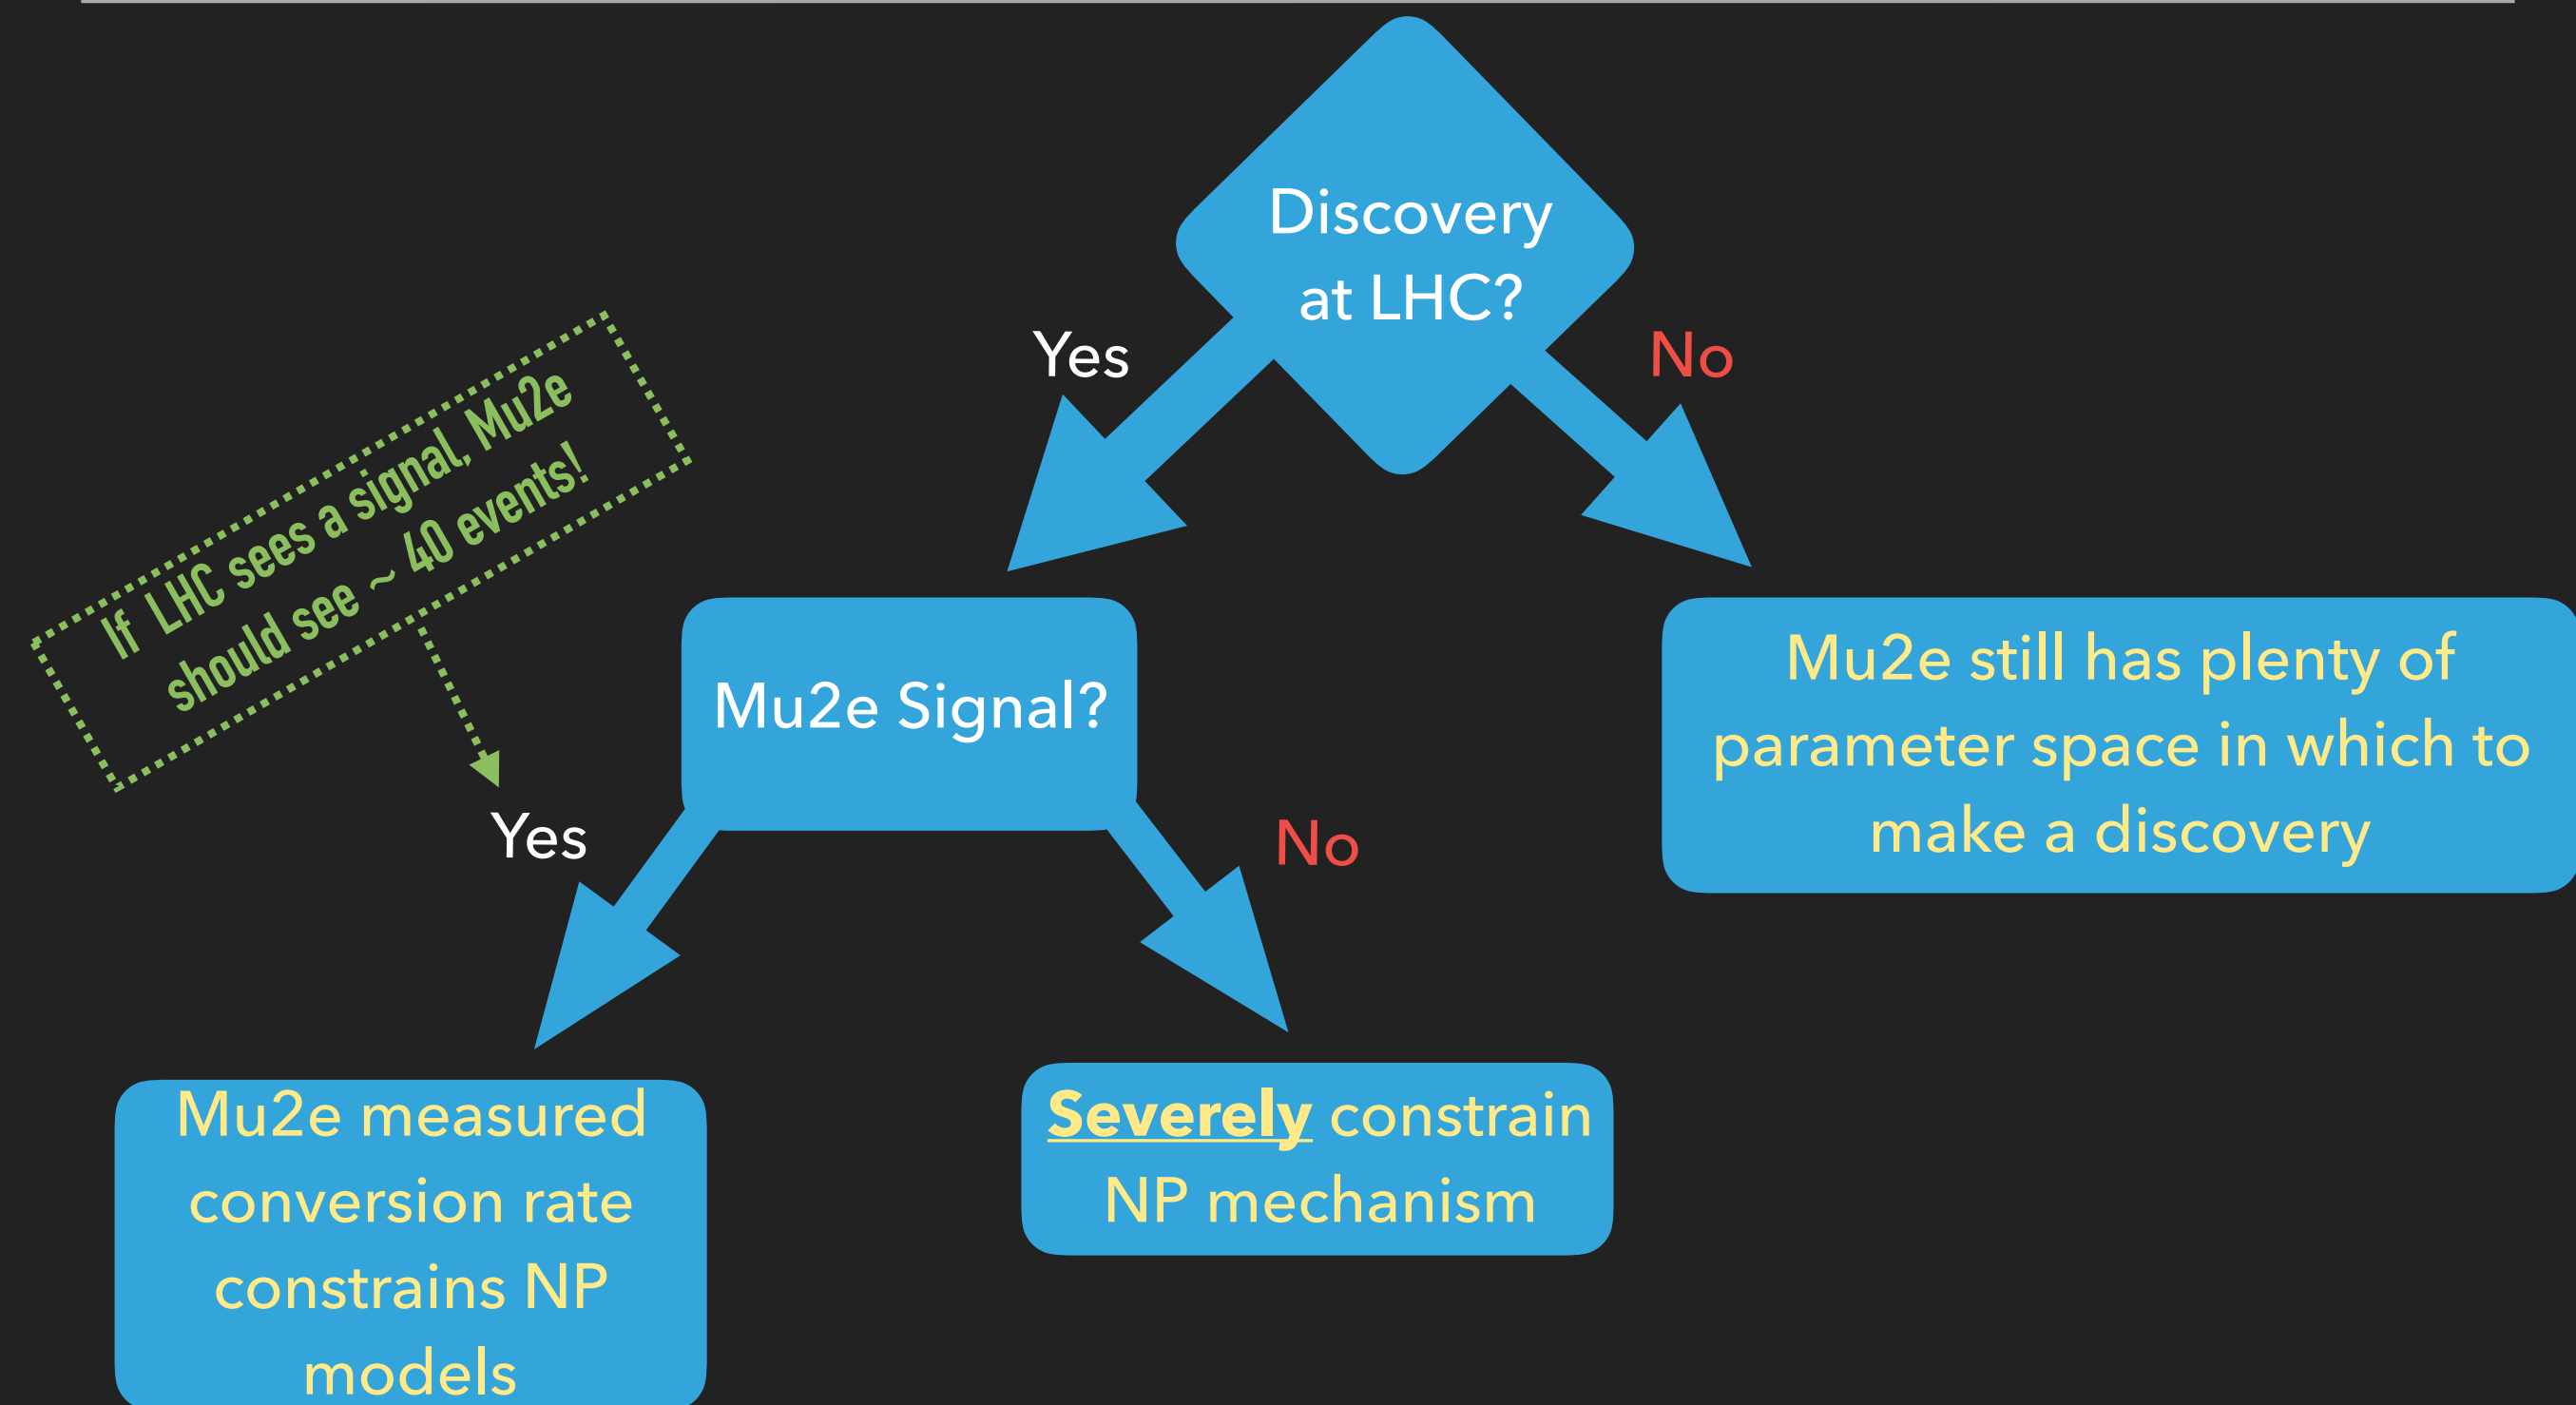 Discovery
at LHC?
Yes
No
If LHC sees a signal, Mu2e
should see ~ 40 events!
Mu2e Signal?
Mu2e still has plenty of
parameter space in which to
make a discovery
Yes
No
Mu2e measured
conversion rate
constrains NP
models
Severely constrain
NP mechanism